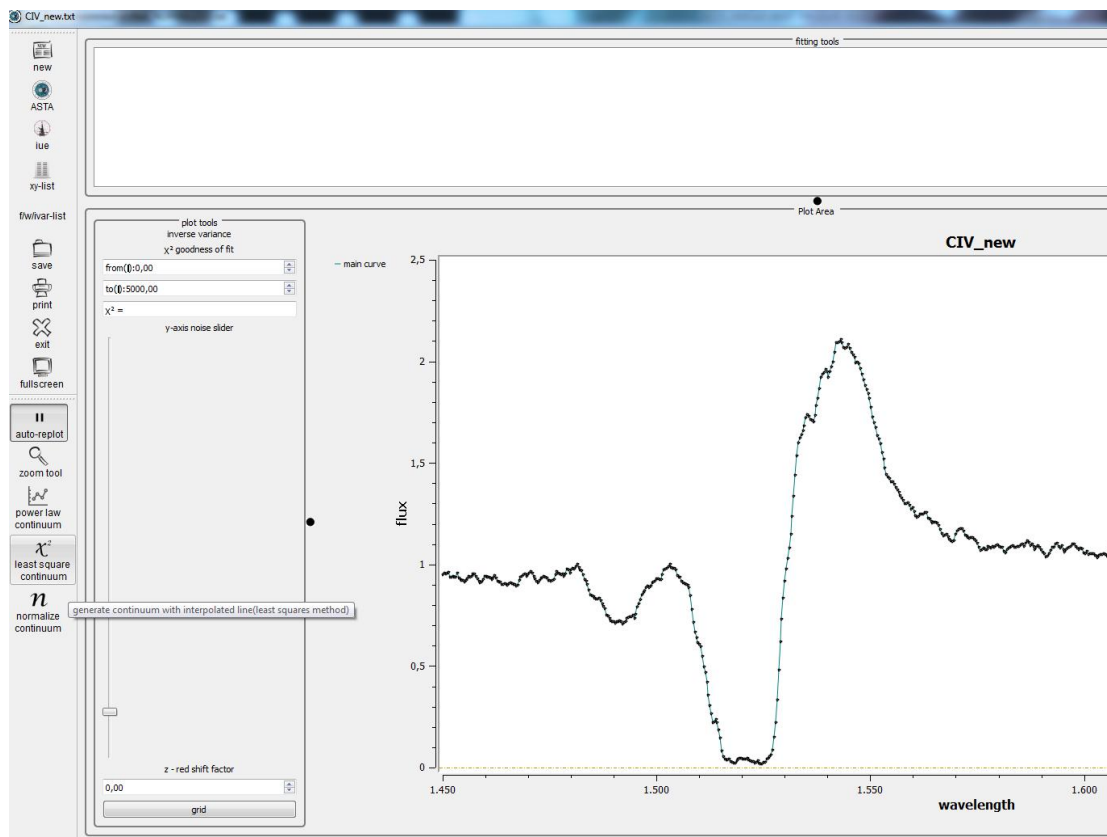 CIV_new.txt
new
ASTA
iue
xy-list
f/w/ivar-list
save
print
exit
fullscreen
auto-replot
zoom tool
power law
continuum
χ²
least square
continuum
n
normalize
continuum
generate continuum with interpolated line(least squares method)
fitting tools
plot tools
inverse variance
χ² goodness of fit
from(l):0,00
to(l):5000,00
χ² =
y-axis noise slider
z - red shift factor
0,00
grid
Plot Area
CIV_new
main curve
2,5
2
1,5
1
0,5
0
flux
1.450
1.500
1.550
1.600
wavelength